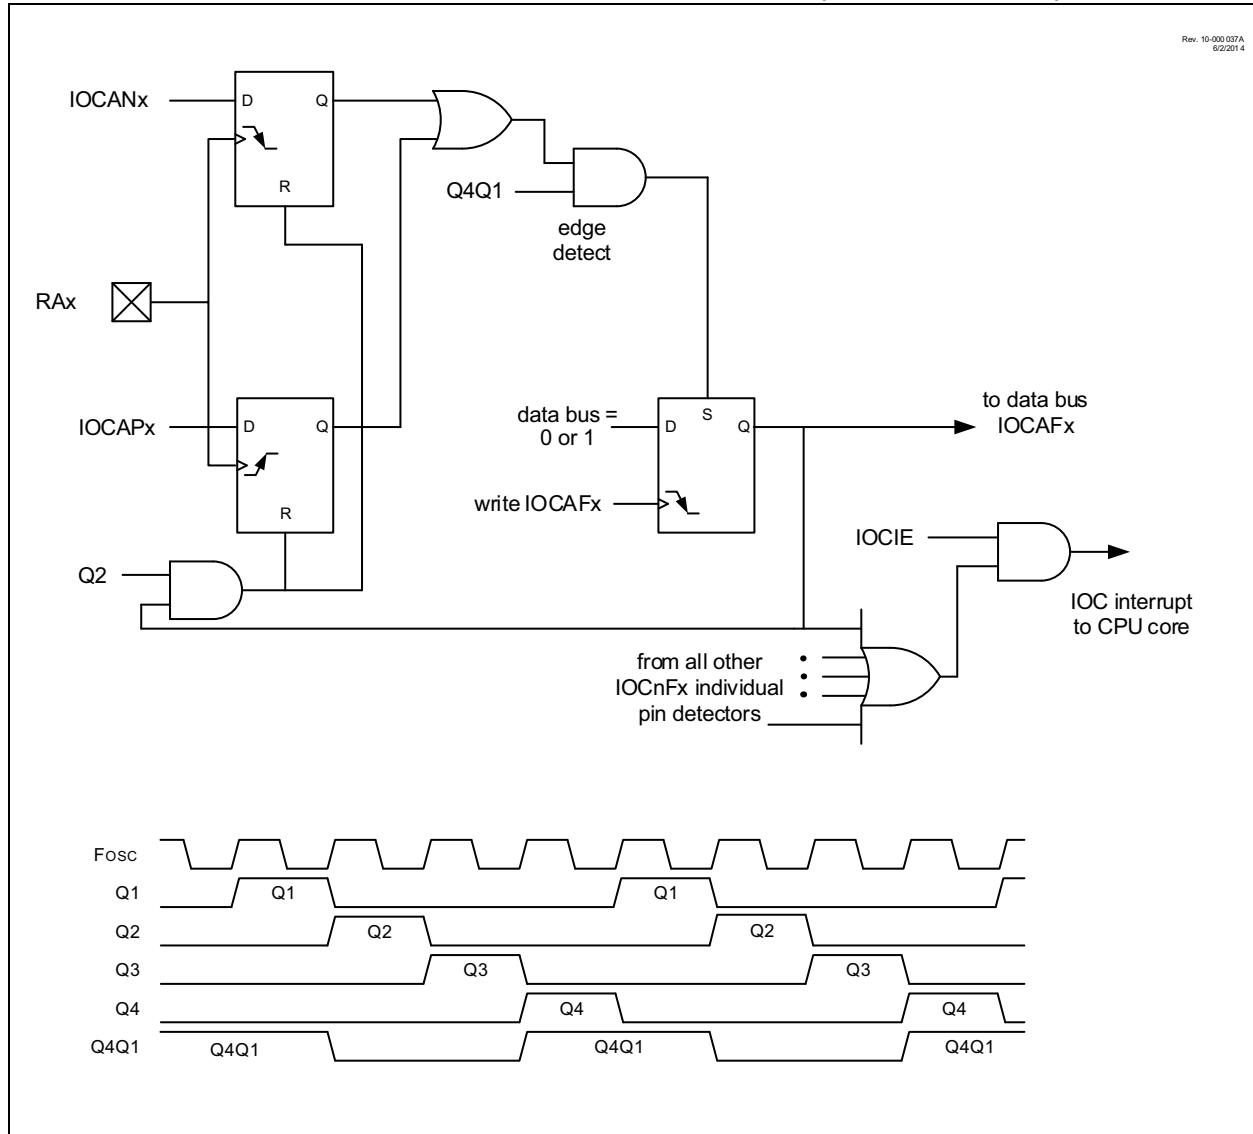 Rev. 10-000 037A
6/2/201 4
IOCANx
D
Q
R
Q4Q1
edge
detect
RAx
IOCAPx
D
Q
R
data bus =
0 or 1
D
S
Q
to data bus
IOCAFx
write IOCAFx
IOCIE
Q2
IOC interrupt
to CPU core
from all other
IOCnFx individual
pin detectors
FOSC
Q1
Q1
Q1
Q2
Q2
Q2
Q3
Q3
Q3
Q4
Q4
Q4
Q4Q1
Q4Q1
Q4Q1
Q4Q1